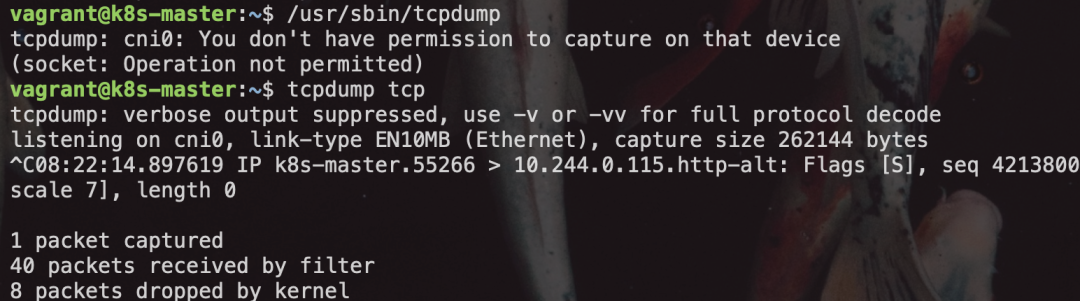 vagrant@k8s-master:~$ /usr/sbin/tcpdump
tcpdump: cni0: You don't have permission to capture on that device
(socket: Operation not permitted)
vagrant@k8s-master:~$ tcpdump tcp
tcpdump: verbose output suppressed, use -v or -vv for full protocol decode
listening on cni0, link-type EN10MB (Ethernet), capture size 262144 bytes
^C08:22:14.897619 IP k8s-master.55266 > 10.244.0.115.http-alt: Flags [S], seq 4213800
scale 7], length 0
1 packet captured
40 packets received by filter
8 packets dropped by kernel